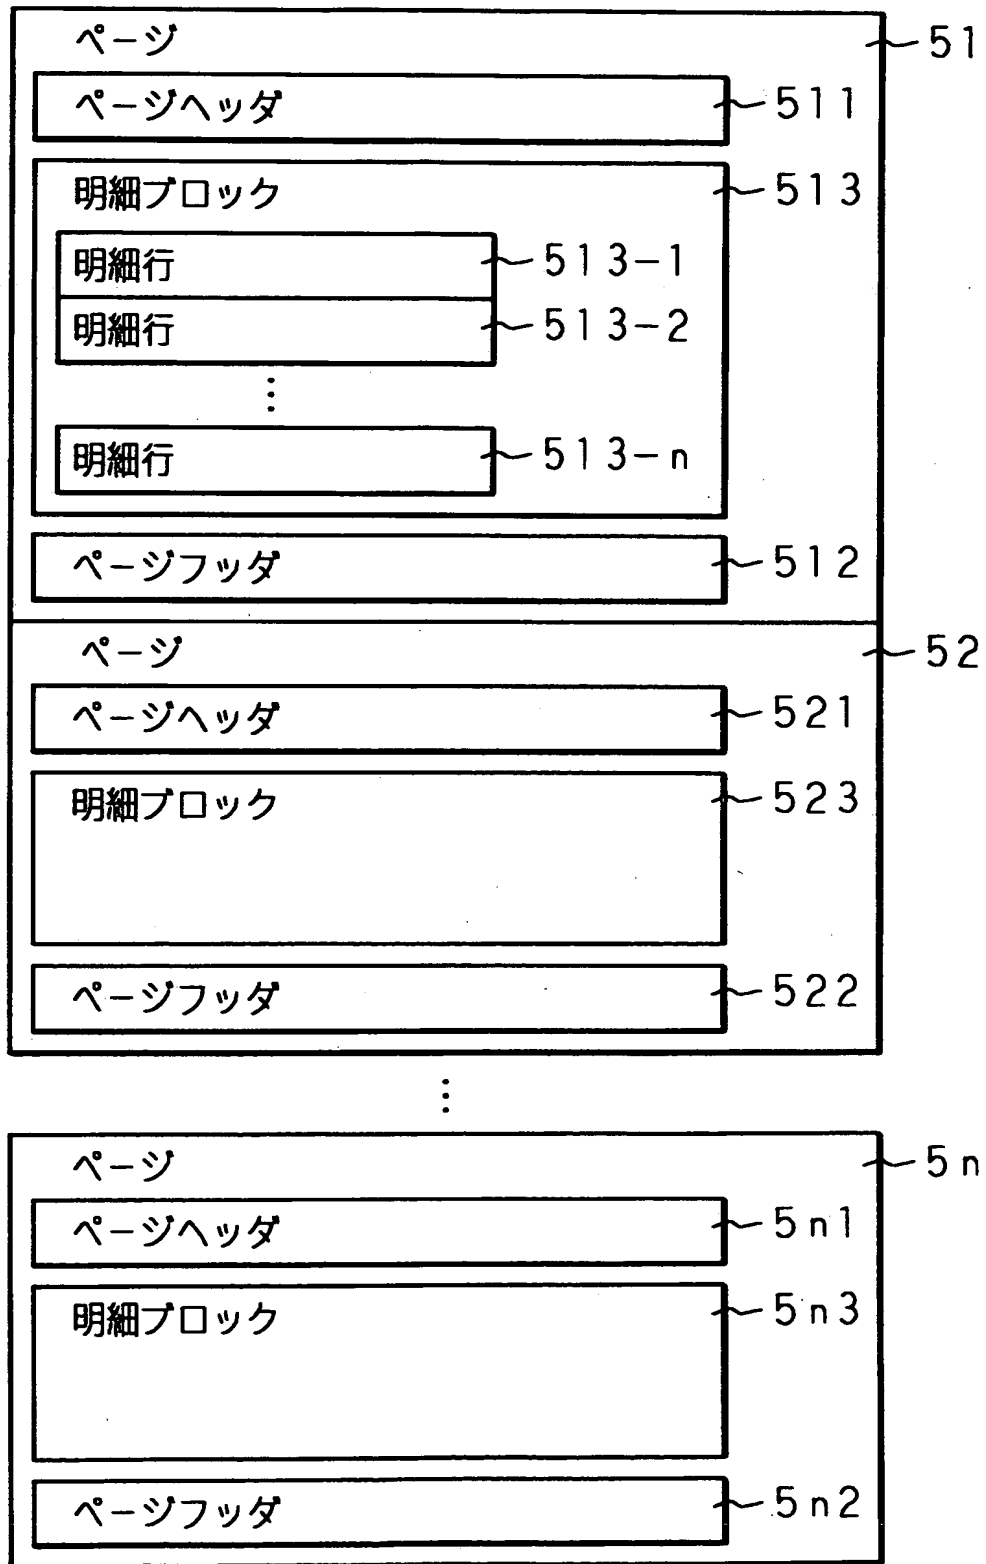 ページ 51
ページヘッダ 511
明細ブロック 513
明細行 513-1
明細行 513-2
⋮
明細行 513-n
ページフッダ 512
ページ 52
ページヘッダ 521
明細ブロック 523
ページフッダ 522
⋮
ページ 5n
ページヘッダ 5n1
明細ブロック 5n3
ページフッダ 5n2